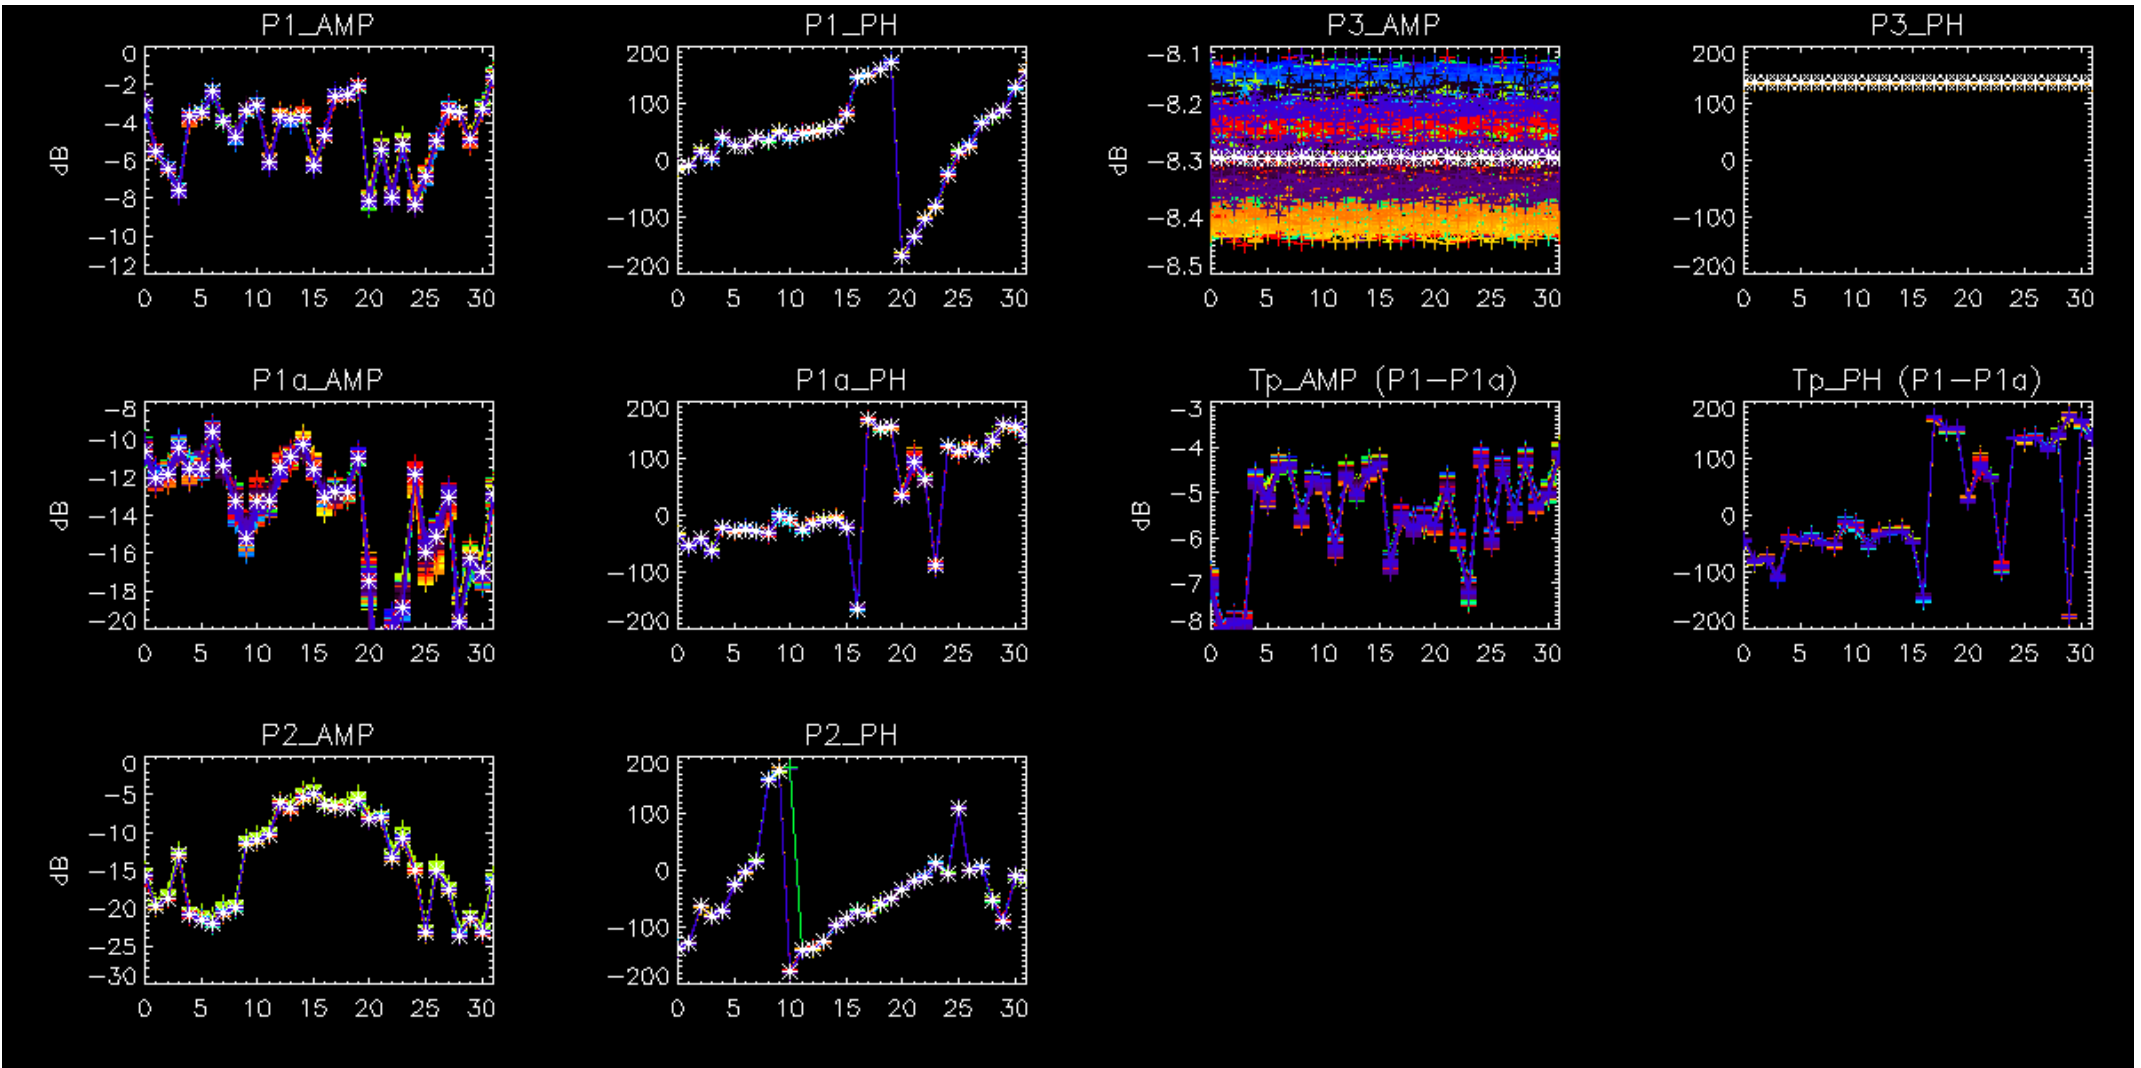 P1_AMP
0
−2
−4
−6
−8
−10
−12
dB
0 5 10 15 20 25 30
P1_PH
200
100
0
−100
−200
0 5 10 15 20 25 30
P3_AMP
−8.1
−8.2
−8.3
−8.4
−8.5
dB
0 5 10 15 20 25 30
P3_PH
200
100
0
−100
−200
0 5 10 15 20 25 30
P1a_AMP
−8
−10
−12
−14
−16
−18
−20
dB
0 5 10 15 20 25 30
P1a_PH
200
100
0
−100
−200
0 5 10 15 20 25 30
Tp_AMP (P1−P1a)
−3
−4
−5
−6
−7
−8
dB
0 5 10 15 20 25 30
Tp_PH (P1−P1a)
200
100
0
−100
−200
0 5 10 15 20 25 30
P2_AMP
0
−5
−10
−15
−20
−25
−30
dB
0 5 10 15 20 25 30
P2_PH
200
100
0
−100
−200
0 5 10 15 20 25 30